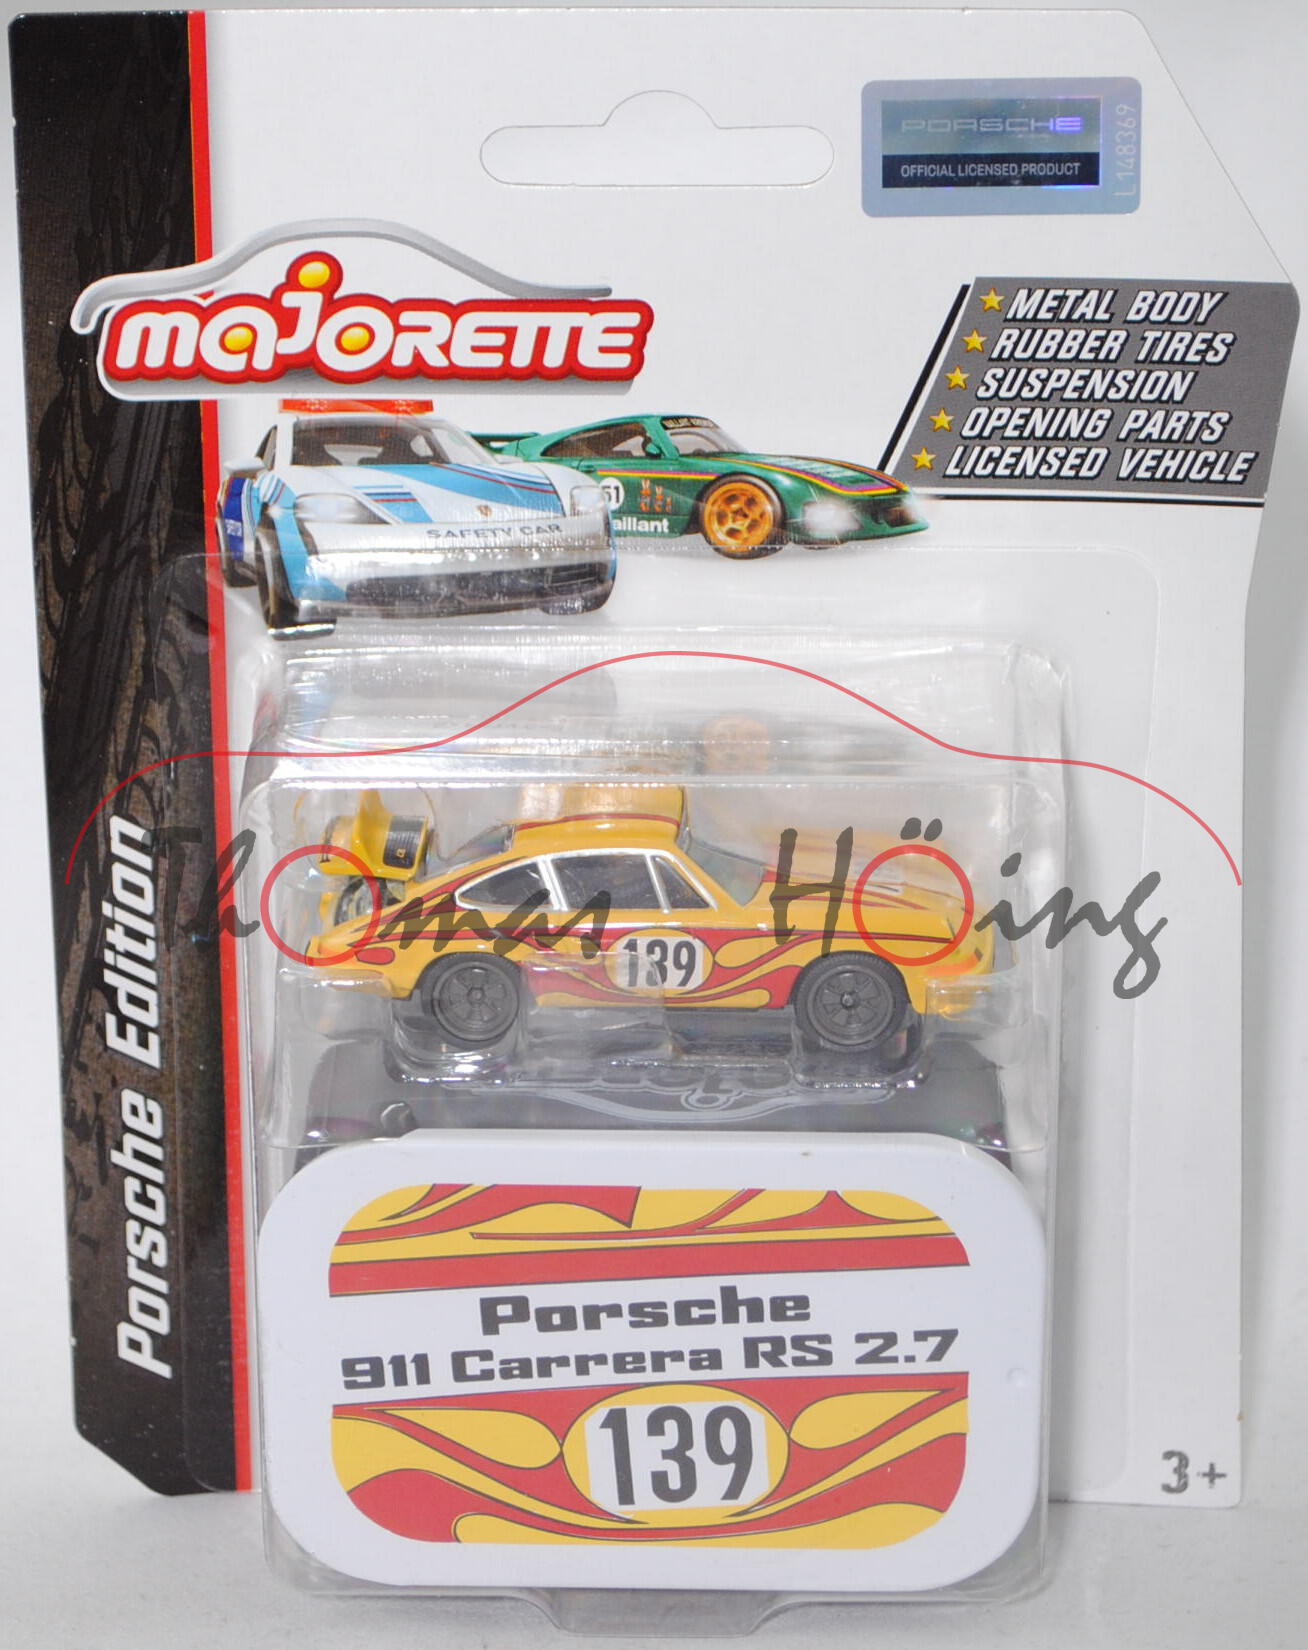 PORSCHE
OFFICIAL LICENSED PRODUCT
L148369
MAJORETTE
METAL BODY
RUBBER TIRES
SUSPENSION
OPENING PARTS
LICENSED VEHICLE
SAFETY CAR
51
aillant
Porsche Edition
Thomas Höing
139
Porsche
911 Carrera RS 2.7
139
3+